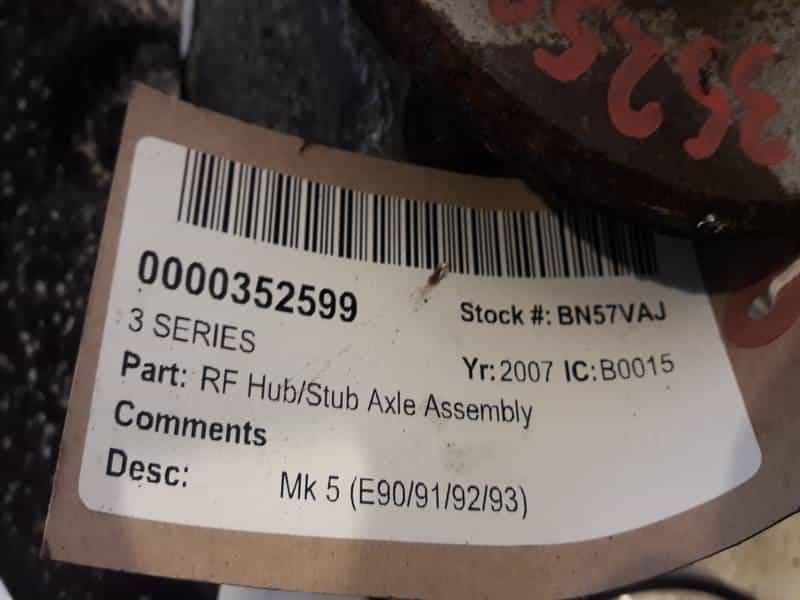 0000352599
Stock #: BN57VAJ
3 SERIES
Yr: 2007 IC: B0015
Part: RF Hub/Stub Axle Assembly
Comments
Desc: Mk 5 (E90/91/92/93)